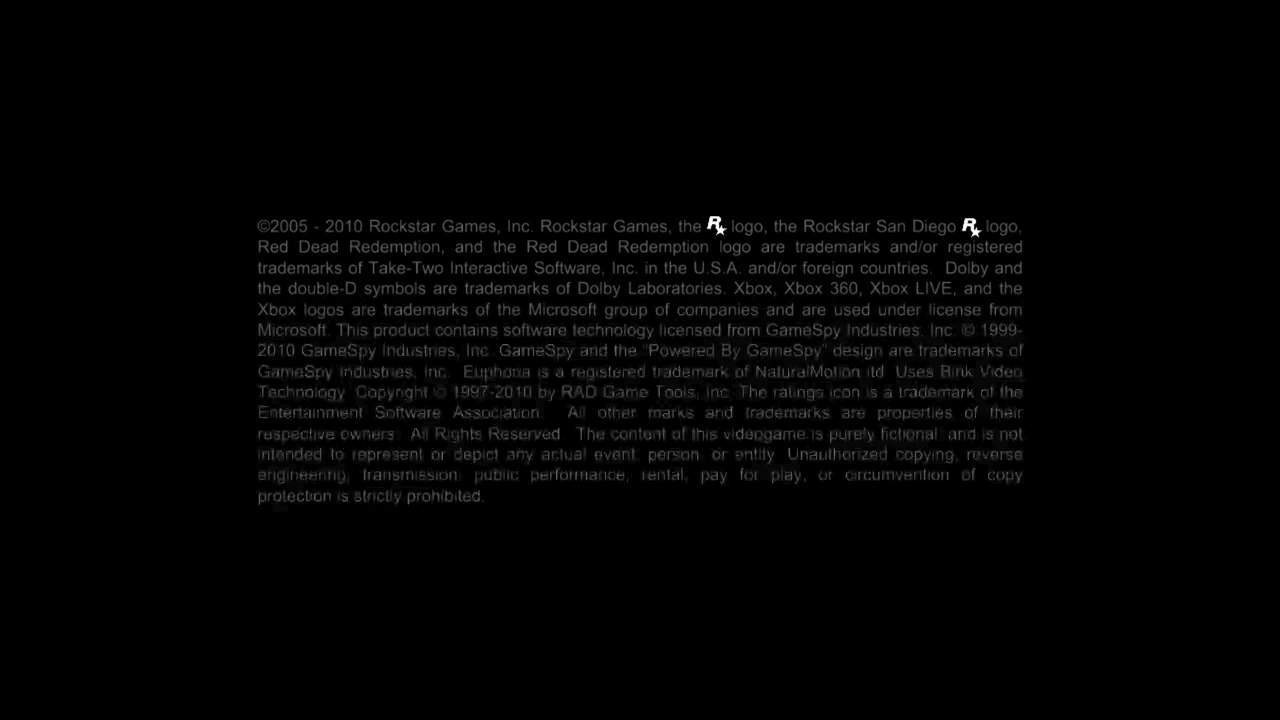 ©2005 - 2010 Rockstar Games, Inc. Rockstar Games, the R logo, the Rockstar San Diego R logo,
Red Dead Redemption, and the Red Dead Redemption logo are trademarks and/or registered
trademarks of Take-Two Interactive Software, Inc. in the U.S.A. and/or foreign countries. Dolby and
the double-D symbols are trademarks of Dolby Laboratories. Xbox, Xbox 360, Xbox LIVE, and the
Xbox logos are trademarks of the Microsoft group of companies and are used under license from
Microsoft. This product contains software technology licensed from GameSpy Industries, Inc. © 1999-
2010 GameSpy Industries, Inc. GameSpy and the "Powered By GameSpy" design are trademarks of
GameSpy Industries, Inc. Euphoria is a registered trademark of NaturalMotion ltd. Uses Bink Video
Technology. Copyright © 1997-2010 by RAD Game Tools, Inc. The ratings icon is a trademark of the
Entertainment Software Association. All other marks and trademarks are properties of their
respective owners. All Rights Reserved. The content of this videogame is purely fictional, and is not
intended to represent or depict any actual event, person, or entity. Unauthorized copying, reverse
engineering, transmission, public performance, rental, pay for play, or circumvention of copy
protection is strictly prohibited.